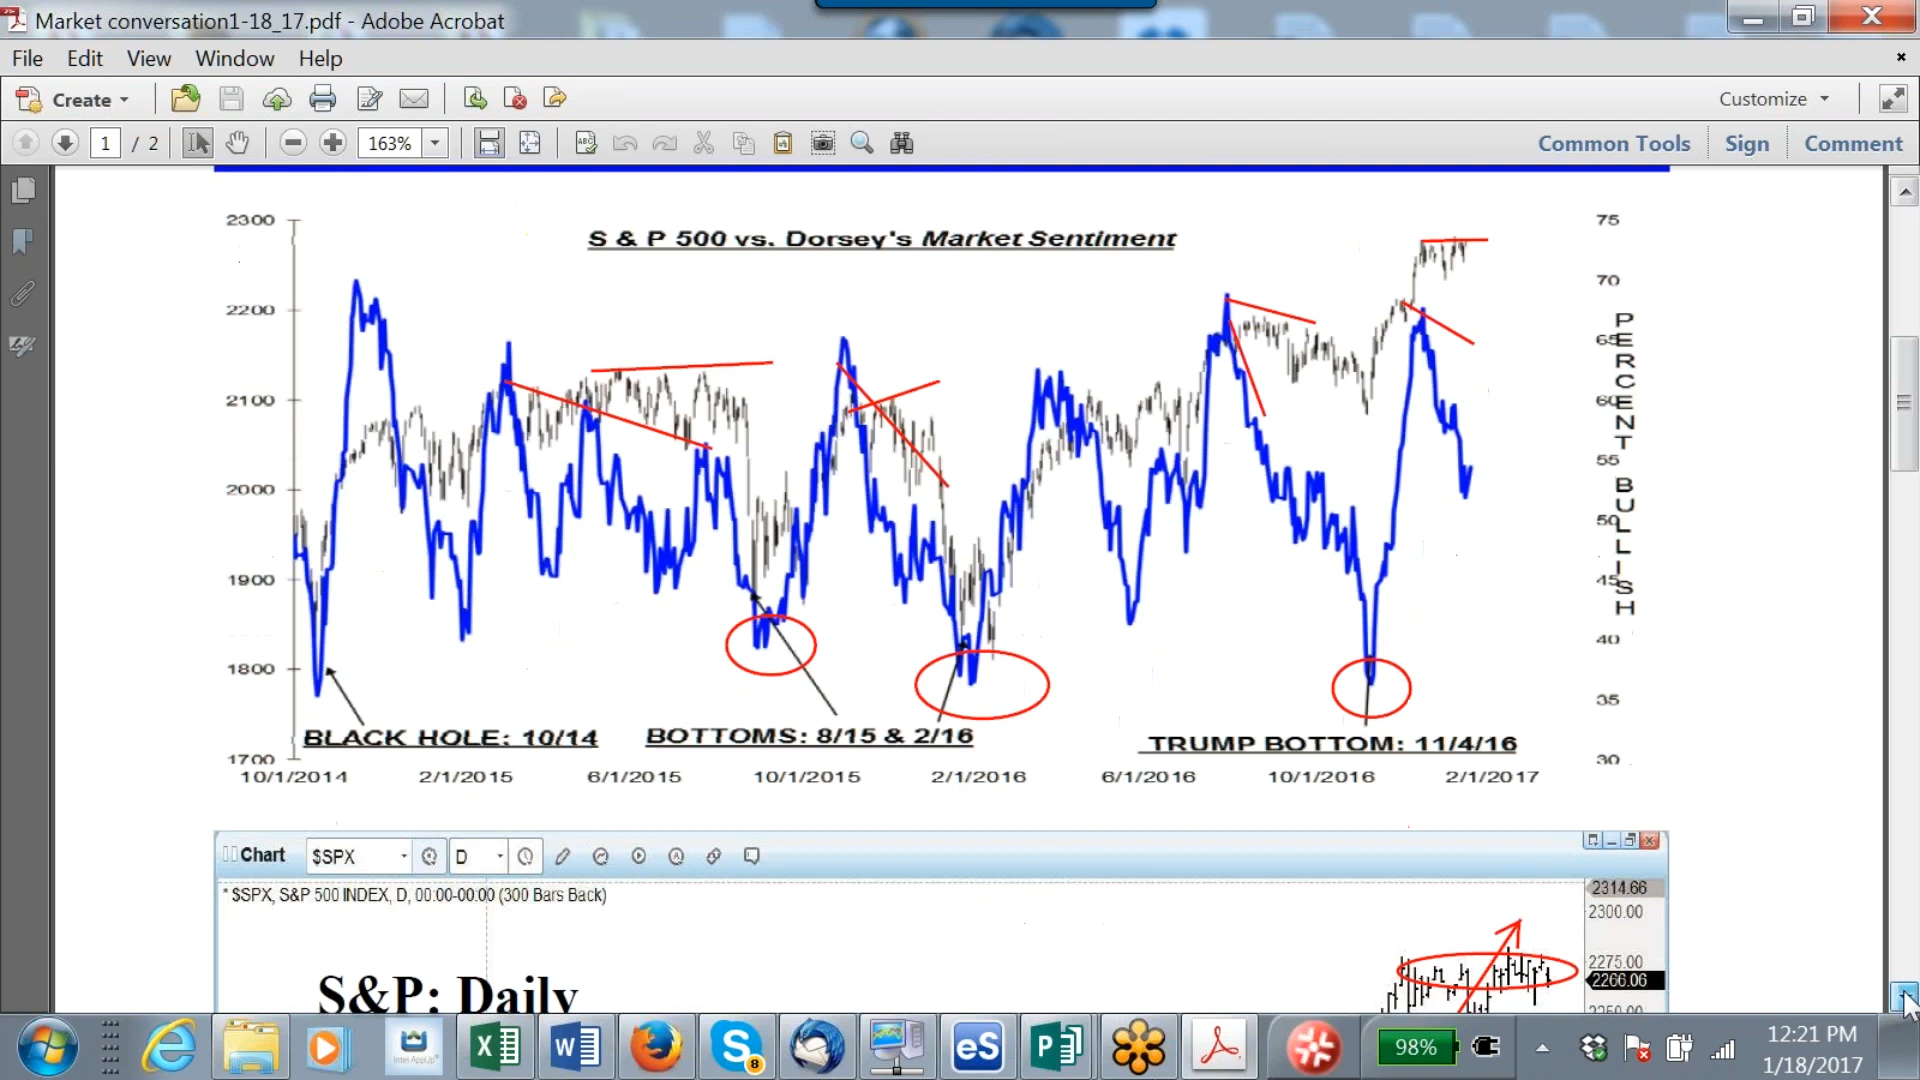 Market conversation1-18_17.pdf - Adobe Acrobat
File Edit View Window Help
Create
Customize
1 / 2
163%
Common Tools Sign Comment
S & P 500 vs. Dorsey's Market Sentiment
2300
2200
2100
2000
1900
1800
1700
75
70
65
60
55
50
45
40
35
30
PERCENT BULLISH
BLACK HOLE: 10/14
BOTTOMS: 8/15 & 2/16
TRUMP BOTTOM: 11/4/16
10/1/2014 2/1/2015 6/1/2015 10/1/2015 2/1/2016 6/1/2016 10/1/2016 2/1/2017
Chart $SPX D
* $SPX, S&P 500 INDEX, D, 00:00-00:00 (300 Bars Back)
2314.66
2300.00
2275.00
2266.06
S&P: Daily
98%
12:21 PM
1/18/2017